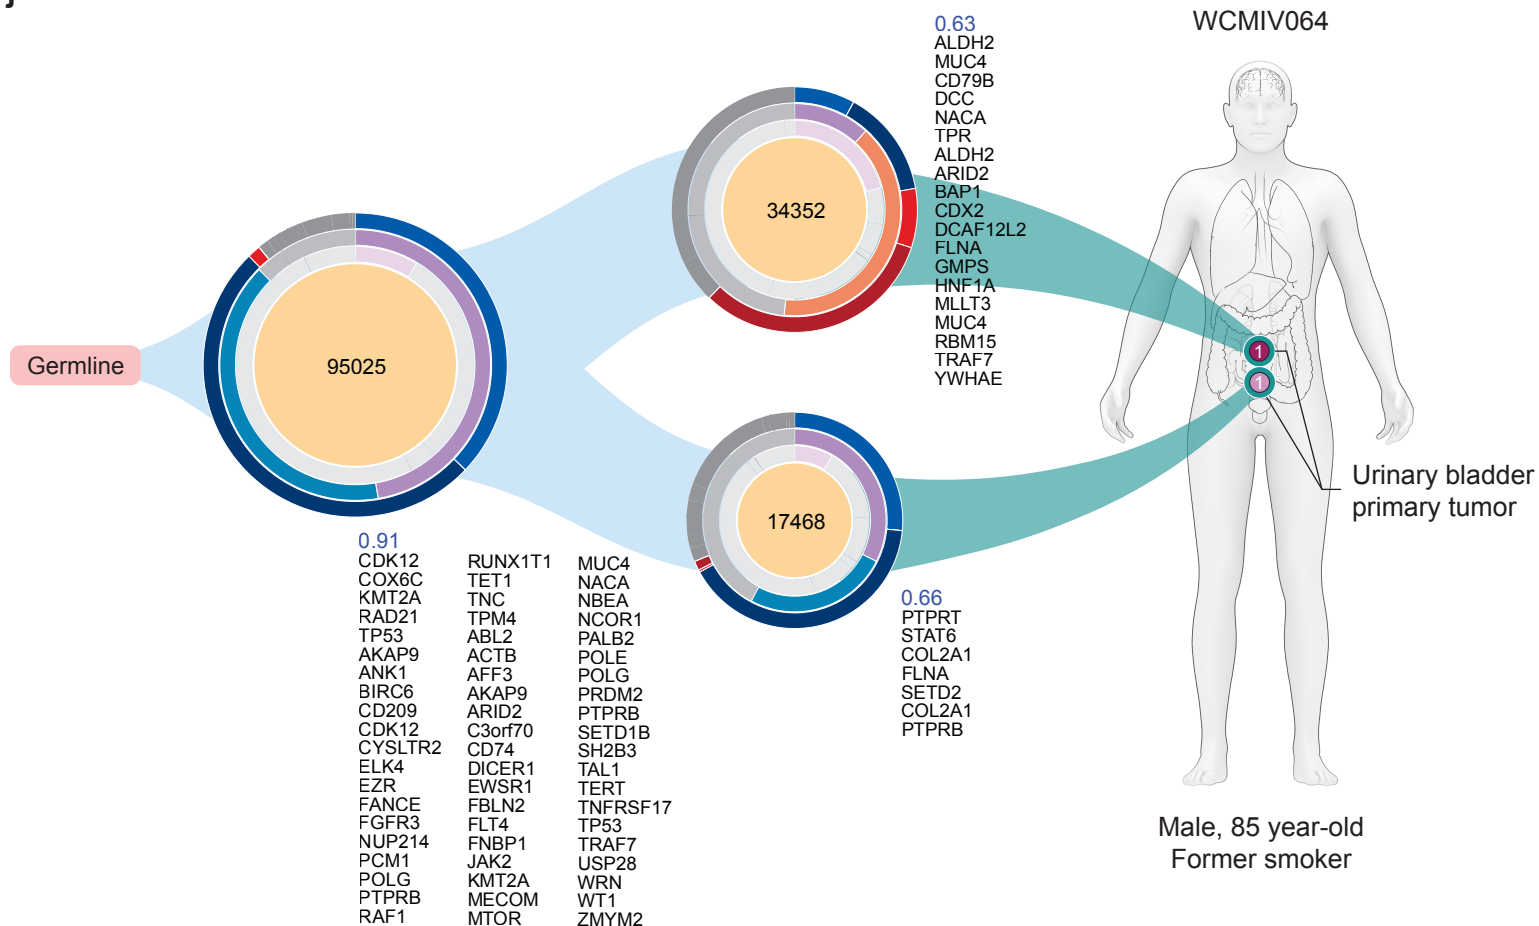 j
WCMIV064
Germline
95025
0.91
CDK12
COX6C
KMT2A
RAD21
TP53
AKAP9
ANK1
BIRC6
CD209
CDK12
CYSLTR2
ELK4
EZR
FANCE
FGFR3
NUP214
PCM1
POLG
PTPRB
RAF1
RUNX1T1
TET1
TNC
TPM4
ABL2
ACTB
AFF3
AKAP9
ARID2
C3orf70
CD74
DICER1
EWSR1
FBLN2
FLT4
FNBP1
JAK2
KMT2A
MECOM
MTOR
MUC4
NACA
NBEA
NCOR1
PALB2
POLE
POLG
PRDM2
PTPRB
SETD1B
SH2B3
TAL1
TERT
TNFRSF17
TP53
TRAF7
USP28
WRN
WT1
ZMYM2
34352
0.63
ALDH2
MUC4
CD79B
DCC
NACA
TPR
ALDH2
ARID2
BAP1
CDX2
DCAF12L2
FLNA
GMPS
HNF1A
MLLT3
MUC4
RBM15
TRAF7
YWHAE
17468
0.66
PTPRT
STAT6
COL2A1
FLNA
SETD2
COL2A1
PTPRB
1
1
Urinary bladder
primary tumor
Male, 85 year-old
Former smoker